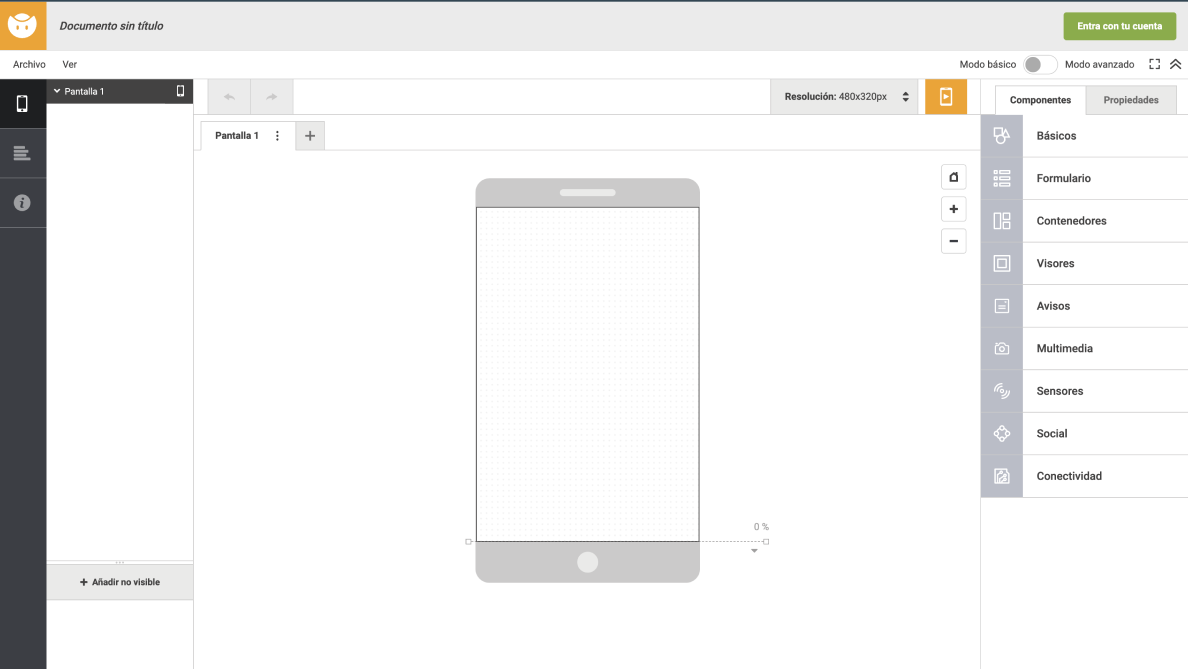 Documento sin título
Entra con tu cuenta
Archivo Ver
Modo básico Modo avanzado
Pantalla 1
Resolución: 480x320px
Componentes Propiedades
Pantalla 1
Básicos
Formulario
Contenedores
Visores
Avisos
Multimedia
Sensores
Social
Conectividad
0 %
+ Añadir no visible